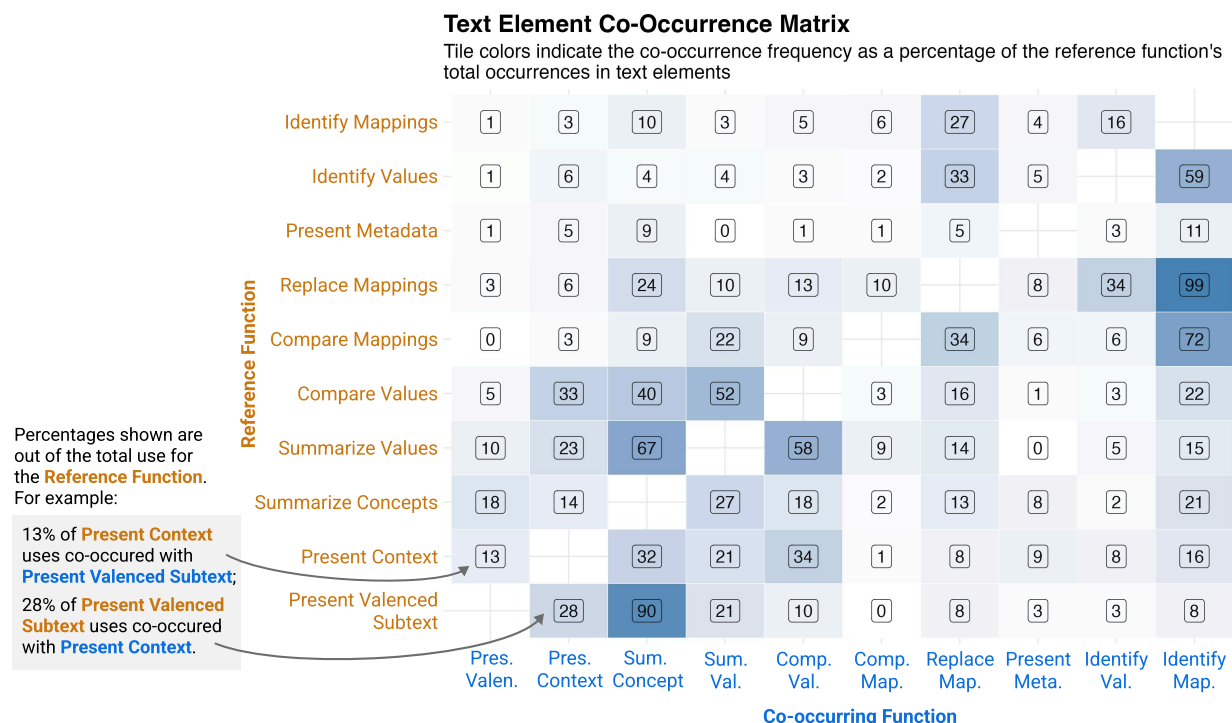 Text Element Co-Occurrence Matrix
Tile colors indicate the co-occurrence frequency as a percentage of the reference function's
total occurrences in text elements
Reference Function
Identify Mappings 1 3 10 3 5 6 27 4 16
Identify Values 1 6 4 4 3 2 33 5 59
Present Metadata 1 5 9 0 1 1 5 3 11
Replace Mappings 3 6 24 10 13 10 8 34 99
Compare Mappings 0 3 9 22 9 34 6 6 72
Compare Values 5 33 40 52 3 16 1 3 22
Summarize Values 10 23 67 58 9 14 0 5 15
Summarize Concepts 18 14 27 18 2 13 8 2 21
Present Context 13 32 21 34 1 8 9 8 16
Present Valenced
Subtext 28 90 21 10 0 8 3 3 8
Pres. Pres. Sum. Sum. Comp. Comp. Replace Present Identify Identify
Valen. Context Concept Val. Val. Map. Map. Meta. Val. Map.
Co-occurring Function
Percentages shown are
out of the total use for
the Reference Function.
For example:
13% of Present Context
uses co-occured with
Present Valenced Subtext;
28% of Present Valenced
Subtext uses co-occured
with Present Context.